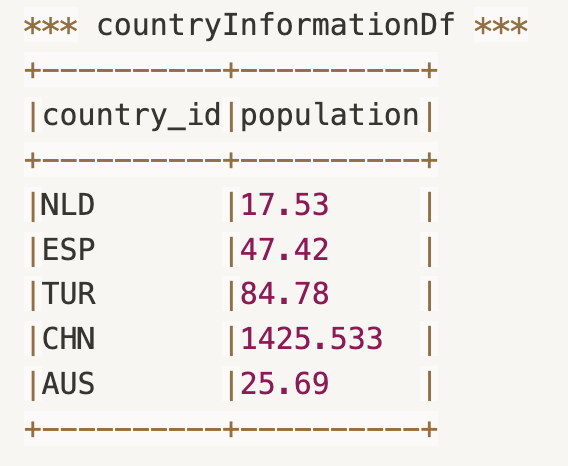 *** countryInformationDf ***
+----------+----------+
|country_id|population|
+----------+----------+
|NLD       |17.53     |
|ESP       |47.42     |
|TUR       |84.78     |
|CHN       |1425.533  |
|AUS       |25.69     |
+----------+----------+